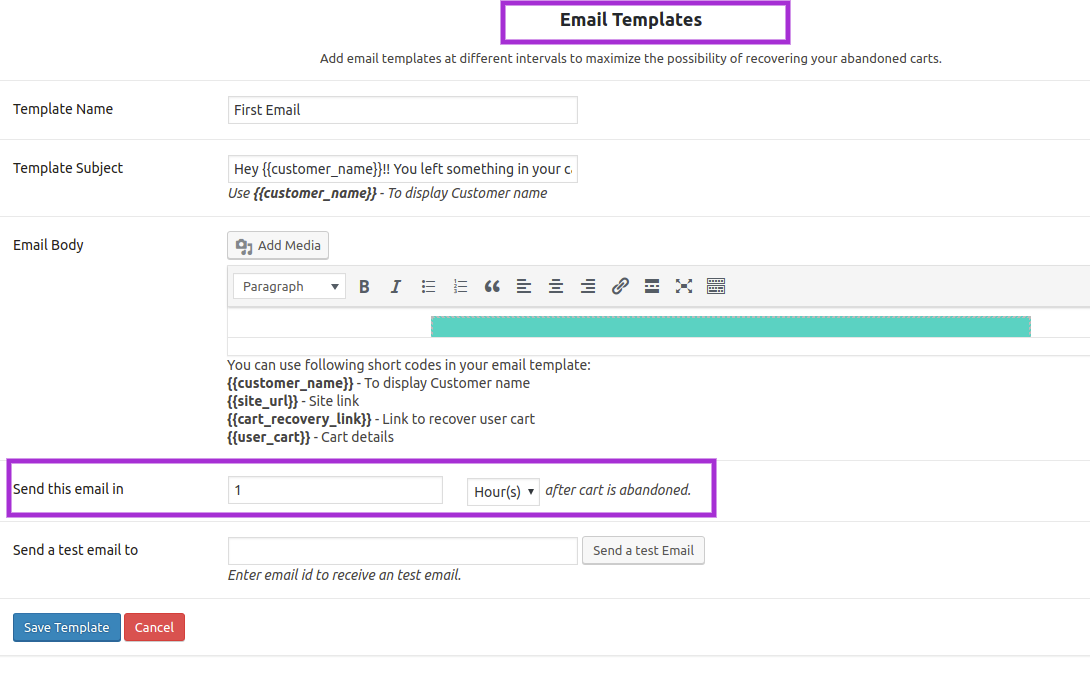 Email Templates
Add email templates at different intervals to maximize the possibility of recovering your abandoned carts.
Template Name
First Email
Template Subject
Hey {{customer_name}}!! You left something in your c
Use {{customer_name}} - To display Customer name
Email Body
Add Media
Paragraph
You can use following short codes in your email template:
{{customer_name}} - To display Customer name
{{site_url}} - Site link
{{cart_recovery_link}} - Link to recover user cart
{{user_cart}} - Cart details
Send this email in 1 Hour(s) after cart is abandoned.
Send a test email to
Send a test Email
Enter email id to receive an test email.
Save Template Cancel